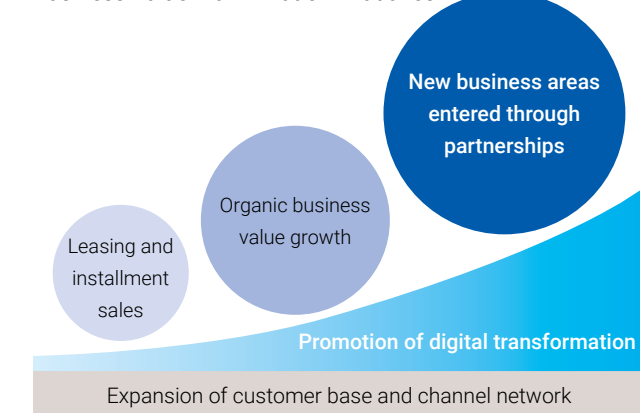 New business areas
entered through
partnerships
Organic business
value growth
Leasing and
installment
sales
Promotion of digital transformation
Expansion of customer base and channel network